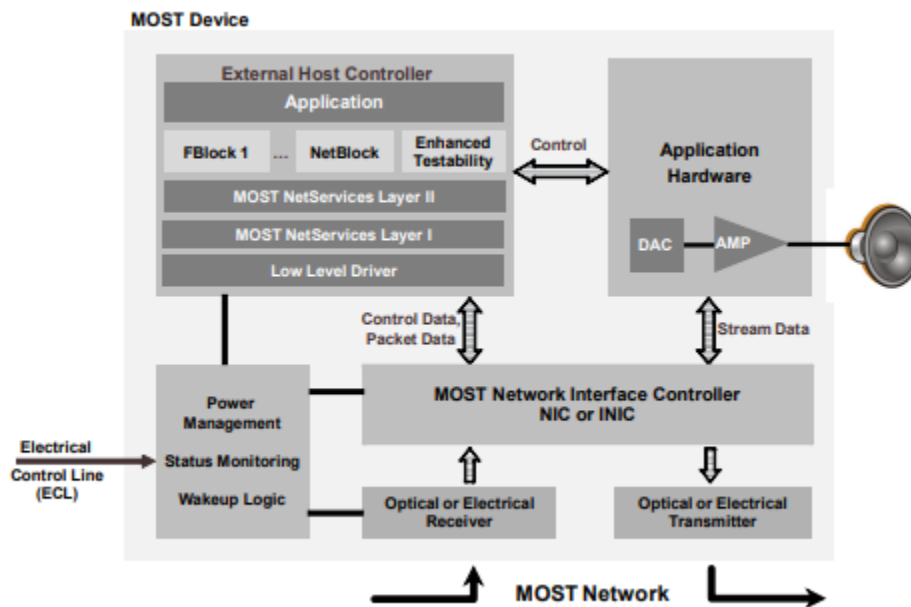 MOST Device
External Host Controller
Application
FBlock 1 ... NetBlock Enhanced
Testability
MOST NetServices Layer II
MOST NetServices Layer I
Low Level Driver
Control
Application
Hardware
DAC
AMP
Control Data,
Packet Data
Stream Data
MOST Network Interface Controller
NIC or INIC
Power
Management
Status Monitoring
Wakeup Logic
Electrical
Control Line
(ECL)
Optical or Electrical
Receiver
Optical or Electrical
Transmitter
MOST Network